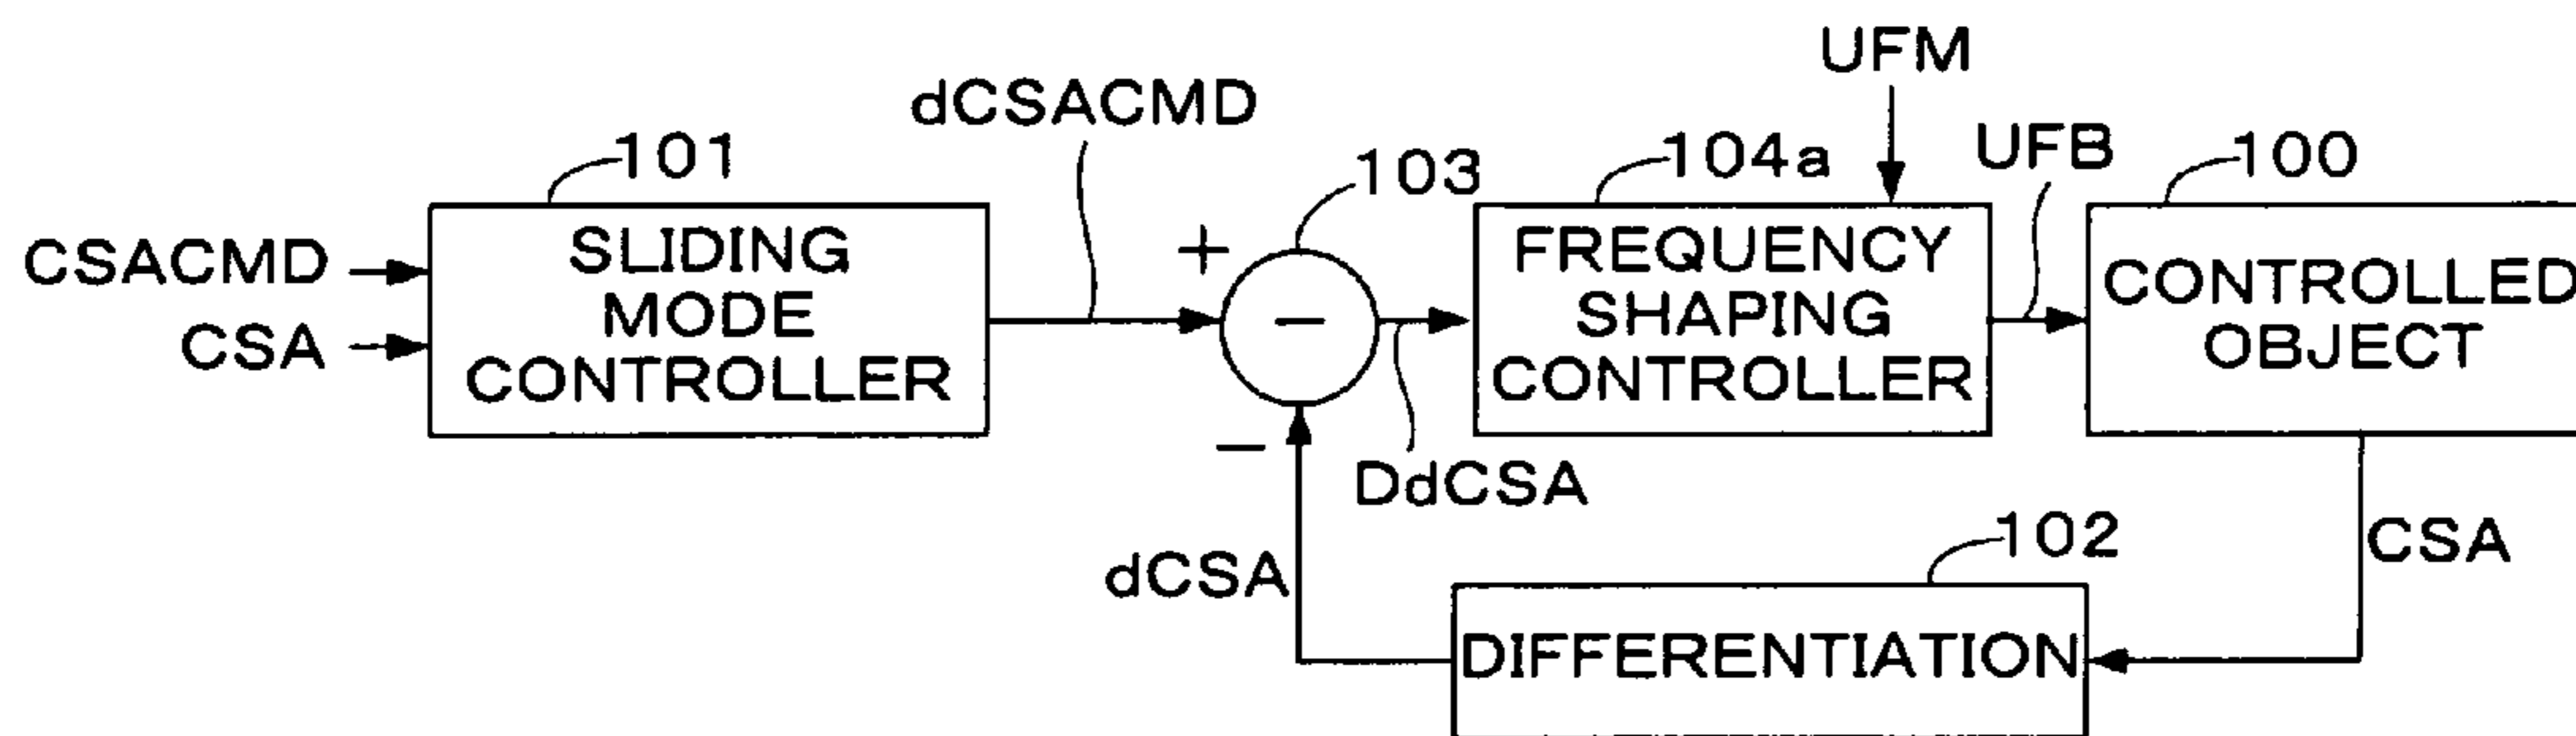 UFM
dCSACMD
101
103
104a
UFB
100
CSACMD
CSA
SLIDING
MODE
CONTROLLER
+
−
FREQUENCY
SHAPING
CONTROLLER
CONTROLLED
OBJECT
−
DdCSA
dCSA
102
CSA
DIFFERENTIATION